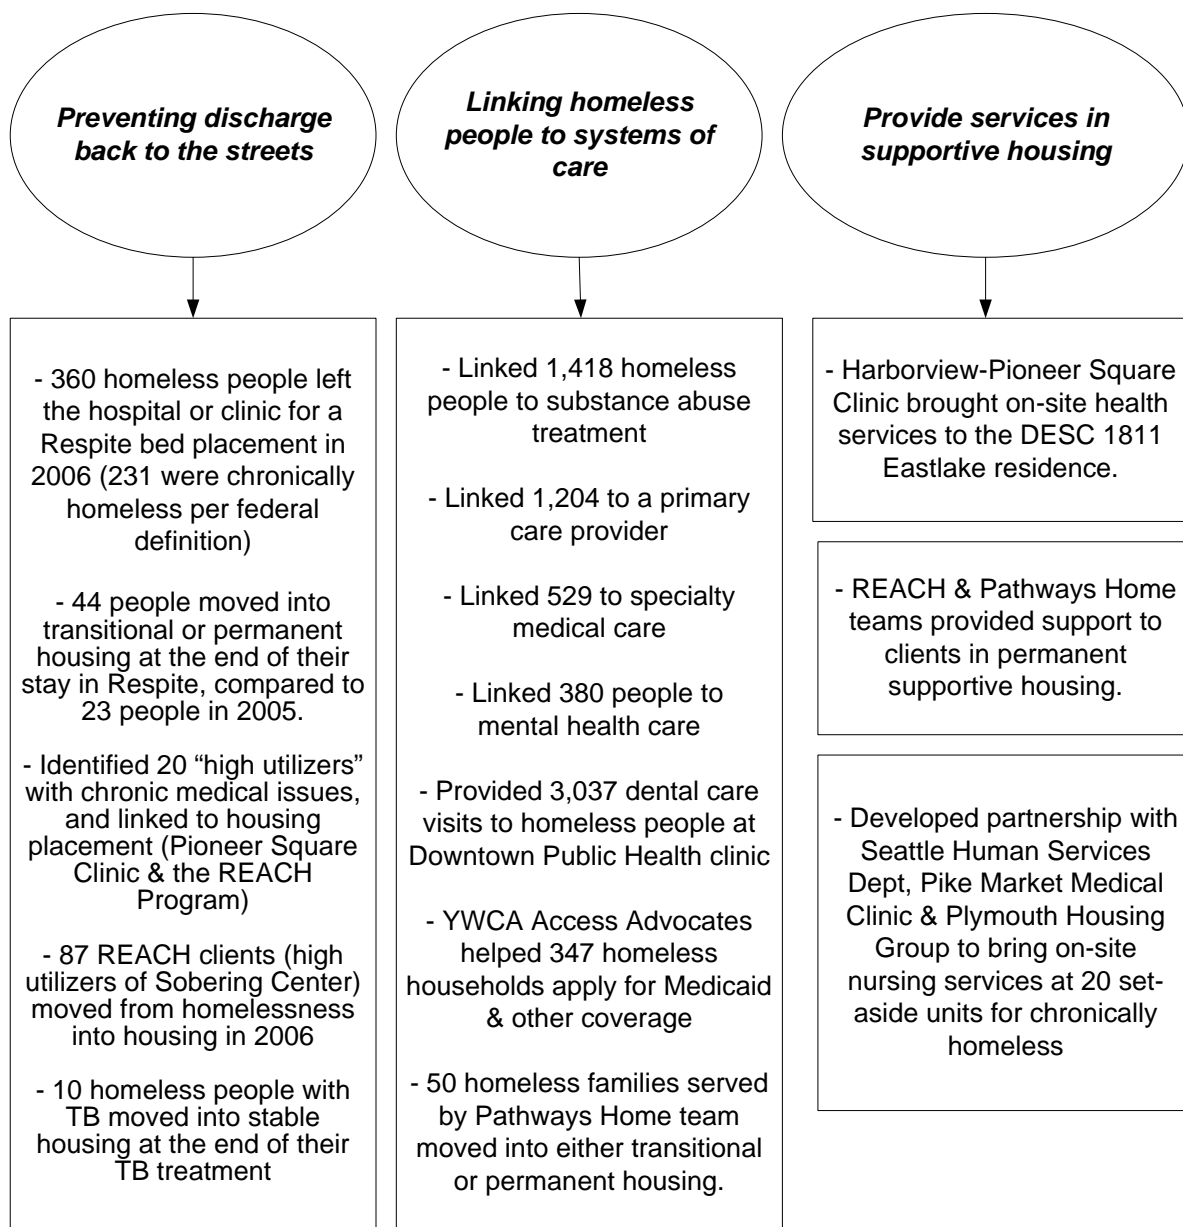 Preventing discharge
back to the streets
Linking homeless
people to systems of
care
Provide services in
supportive housing
- 360 homeless people left
the hospital or clinic for a
Respite bed placement in
2006 (231 were chronically
homeless per federal
definition)
- 44 people moved into
transitional or permanent
housing at the end of their
stay in Respite, compared to
23 people in 2005.
- Identified 20 “high utilizers”
with chronic medical issues,
and linked to housing
placement (Pioneer Square
Clinic & the REACH
Program)
- 87 REACH clients (high
utilizers of Sobering Center)
moved from homelessness
into housing in 2006
- 10 homeless people with
TB moved into stable
housing at the end of their
TB treatment
- Linked 1,418 homeless
people to substance abuse
treatment
- Linked 1,204 to a primary
care provider
- Linked 529 to specialty
medical care
- Linked 380 people to
mental health care
- Provided 3,037 dental care
visits to homeless people at
Downtown Public Health clinic
- YWCA Access Advocates
helped 347 homeless
households apply for Medicaid
& other coverage
- 50 homeless families served
by Pathways Home team
moved into either transitional
or permanent housing.
- Harborview-Pioneer Square
Clinic brought on-site health
services to the DESC 1811
Eastlake residence.
- REACH & Pathways Home
teams provided support to
clients in permanent
supportive housing.
- Developed partnership with
Seattle Human Services
Dept, Pike Market Medical
Clinic & Plymouth Housing
Group to bring on-site
nursing services at 20 set-
aside units for chronically
homeless